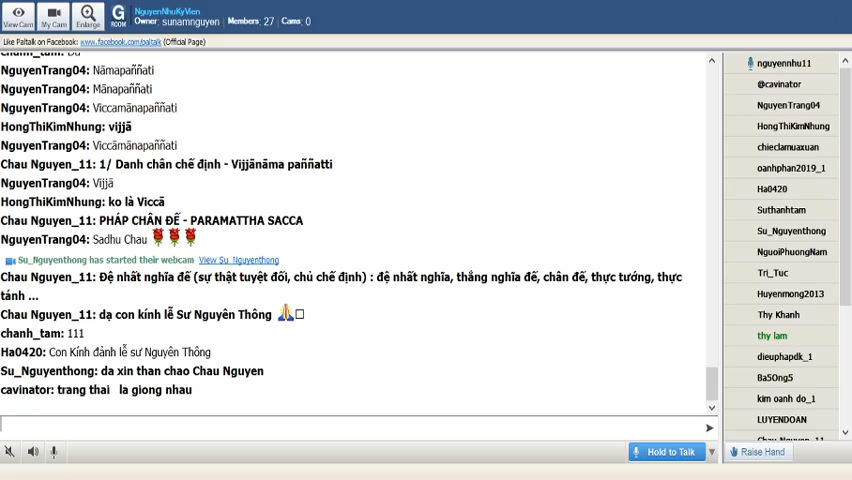 NguyenNhuKyVien
Owner: sunamnguyen Members: 27 Cams: 0
View Cam My Cam Enlarge G ROOM
Like Paltalk on Facebook: www.facebook.com/paltalk (Official Page)
NguyenTrang04: Nāmapaññati
NguyenTrang04: Mānapaññati
NguyenTrang04: Viccamānapaññati
HongThiKimNhung: vijjā
NguyenTrang04: Viccāmānapaññati
Chau Nguyen_11: 1/ Danh chân chế định - Vijjānāma paññatti
NguyenTrang04: Vijjā
HongThiKimNhung: ko là Viccā
Chau Nguyen_11: PHÁP CHÂN ĐẾ - PARAMATTHA SACCA
NguyenTrang04: Sadhu Chau
Su_Nguyenthong has started their webcam View Su_Nguyenthong
Chau Nguyen_11: Đệ nhất nghĩa đế (sự thật tuyệt đối, chủ chế định) : đệ nhất nghĩa, thắng nghĩa đế, chân đế, thực tướng, thực
tánh ...
Chau Nguyen_11: dạ con kính lễ Sư Nguyên Thông
chanh_tam: 111
Ha0420: Con Kính đảnh lễ sư Nguyên Thông
Su_Nguyenthong: da xin than chao Chau Nguyen
cavinator: trang thai la giong nhau
Hold to Talk
nguyennhu11
@cavinator
NguyenTrang04
HongThiKimNhung
chieclamuaxuan
oanhphan2019_1
Ha0420
Suthanhtam
Su_Nguyenthong
NguoiPhuongNam
Tri_Tuc
Huyenmong2013
Thy Khanh
thy lam
dieuphapdk_1
Ba5Ong5
kim oanh do_1
LUYENDOAN
Chau Nguyen_11
Raise Hand